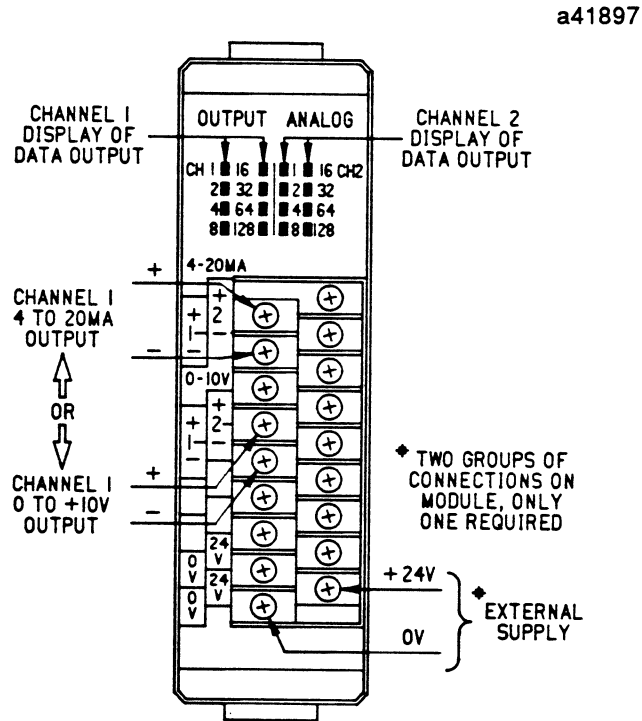 a41897
CHANNEL 1
DISPLAY OF
DATA OUTPUT
OUTPUT ANALOG
CHANNEL 2
DISPLAY OF
DATA OUTPUT
CH 1 16 1 16 CH2
2 32 2 32
4 64 4 64
8 128 8 128
+
4-20MA
CHANNEL 1
4 TO 20MA
OUTPUT
+
+ 2
1 -
-
-
0-10V
OR
+
+ 2-
1
-
CHANNEL 1
0 TO +10V
OUTPUT
+
-
* TWO GROUPS OF
CONNECTIONS ON
MODULE, ONLY
ONE REQUIRED
24
V
0
V
24
V
0
V
+24V
0V
*
EXTERNAL
SUPPLY